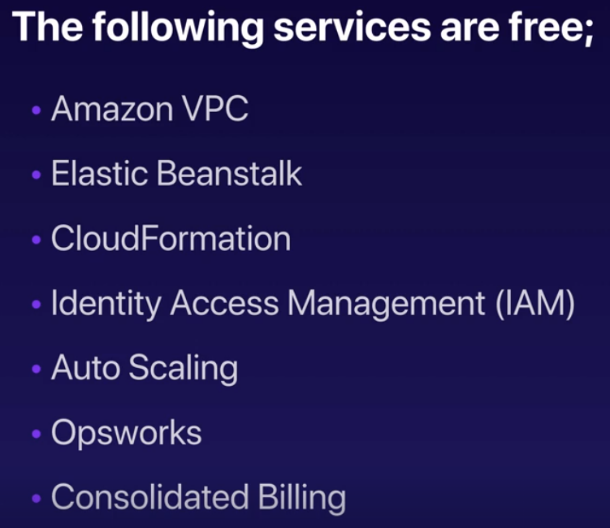 The following services are free;
• Amazon VPC
• Elastic Beanstalk
• CloudFormation
• Identity Access Management (IAM)
• Auto Scaling
• Opsworks
• Consolidated Billing